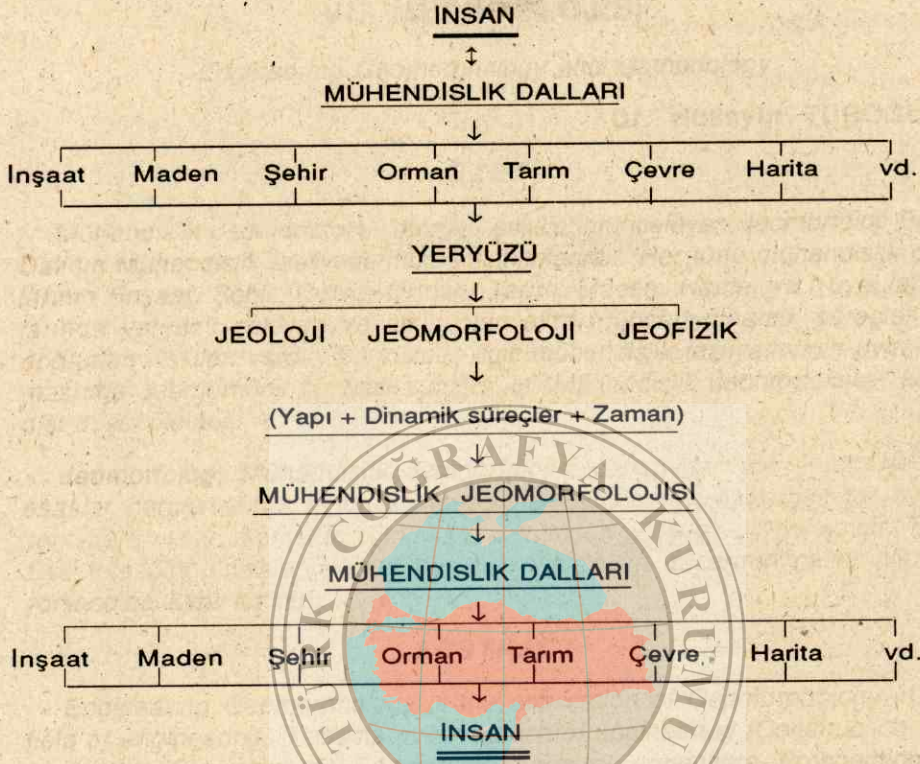 İNSAN
↕
MÜHENDİSLİK DALLARI
↓
İnşaat Maden Şehir Orman Tarım Çevre Harita vd.
↓
YERYÜZÜ
↓
JEOLOJİ JEOMORFOLOJİ JEOFİZİK
↓
(Yapı + Dinamik süreçler + Zaman)
↓
MÜHENDİSLİK JEOMORFOLOJİSİ
↓
MÜHENDİSLİK DALLARI
↓
İnşaat Maden Şehir Orman Tarım Çevre Harita vd.
↓
İNSAN
TÜRK COĞRAFYA KURUMU